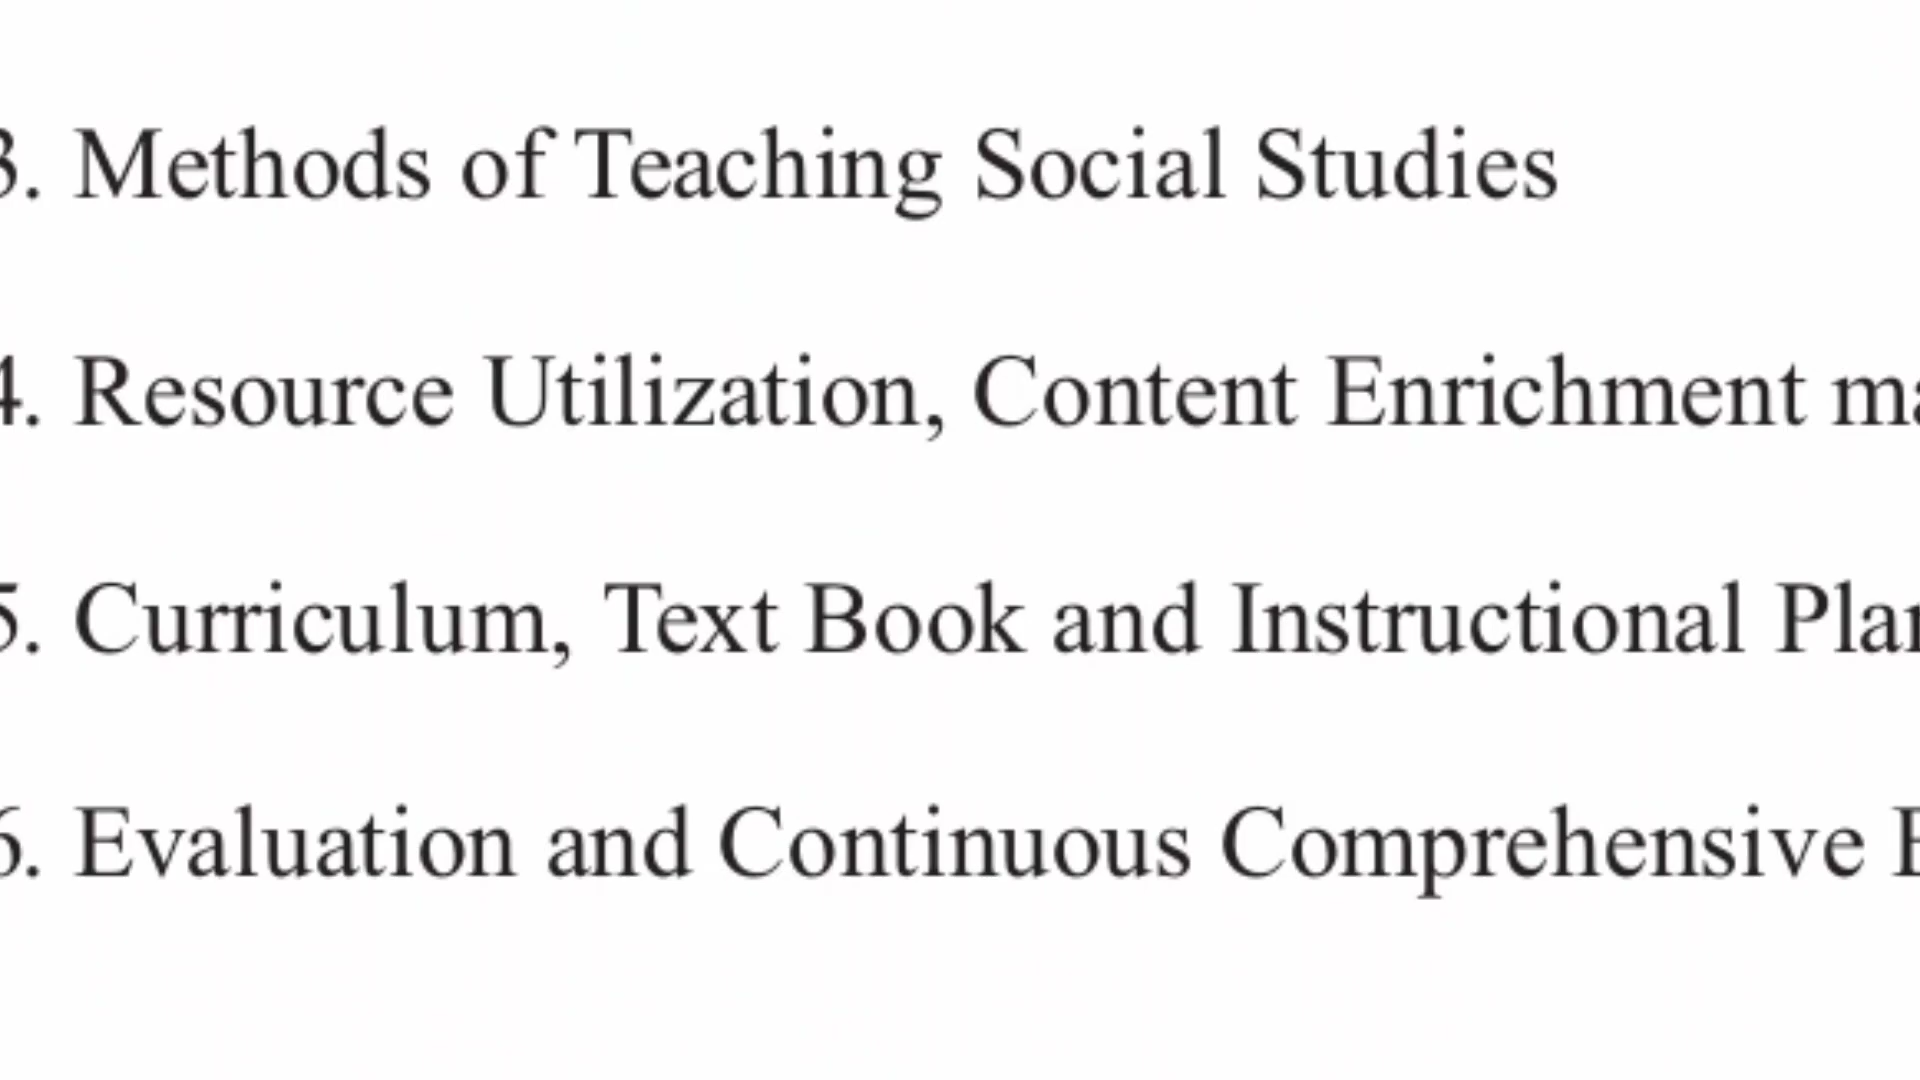 3. Methods of Teaching Social Studies
4. Resource Utilization, Content Enrichment
5. Curriculum, Text Book and Instructional
6. Evaluation and Continuous Comprehensive